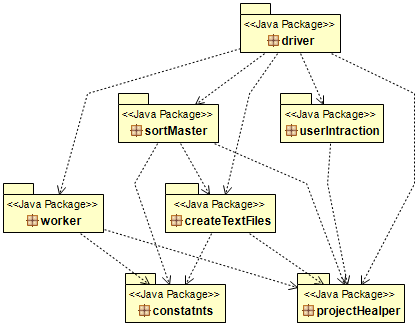 <<Java Package>>
driver
<<Java Package>>
sortMaster
<<Java Package>>
userIntraction
<<Java Package>>
worker
<<Java Package>>
createTextFiles
<<Java Package>>
constatnts
<<Java Package>>
projectHealper